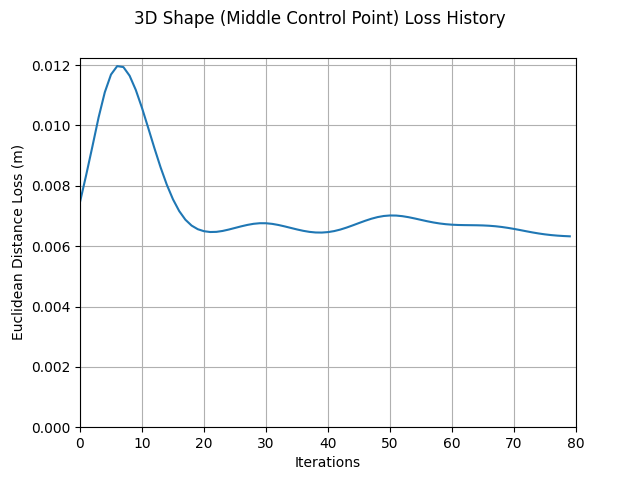 3D Shape (Middle Control Point) Loss History
Euclidean Distance Loss (m)
0.012
0.010
0.008
0.006
0.004
0.002
0.000
0 10 20 30 40 50 60 70 80
Iterations